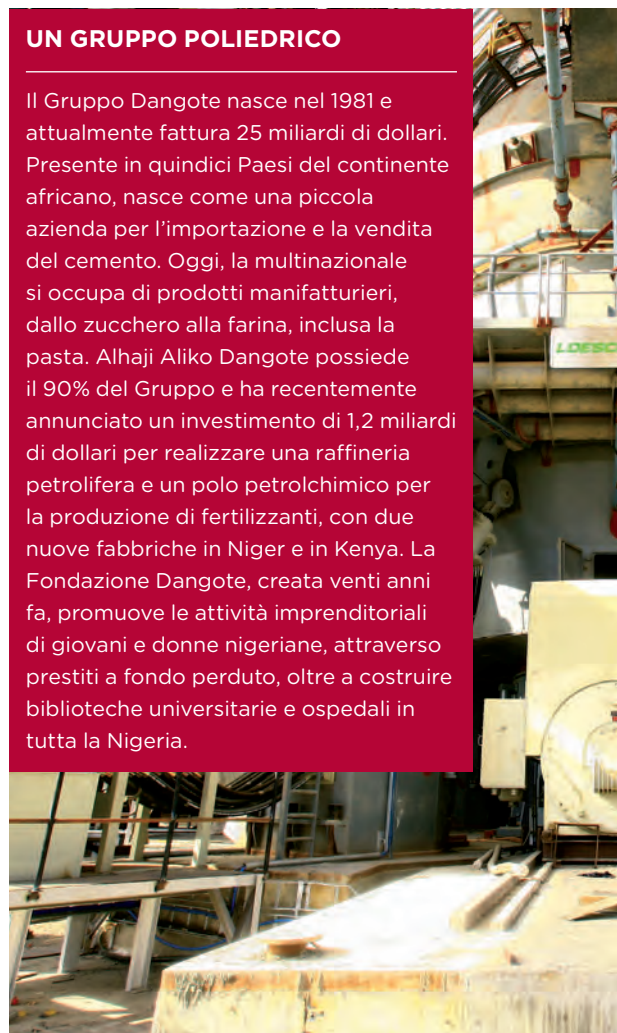 UN GRUPPO POLIEDRICO
Il Gruppo Dangote nasce nel 1981 e
attualmente fattura 25 miliardi di dollari.
Presente in quindici Paesi del continente
africano, nasce come una piccola
azienda per l'importazione e la vendita
del cemento. Oggi, la multinazionale
si occupa di prodotti manifatturieri,
dallo zucchero alla farina, inclusa la
pasta. Alhaji Aliko Dangote possiede
il 90% del Gruppo e ha recentemente
annunciato un investimento di 1,2 miliardi
di dollari per realizzare una raffineria
petrolifera e un polo petrolchimico per
la produzione di fertilizzanti, con due
nuove fabbriche in Niger e in Kenya. La
Fondazione Dangote, creata venti anni
fa, promuove le attività imprenditoriali
di giovani e donne nigeriane, attraverso
prestiti a fondo perduto, oltre a costruire
biblioteche universitarie e ospedali in
tutta la Nigeria.
LOESC